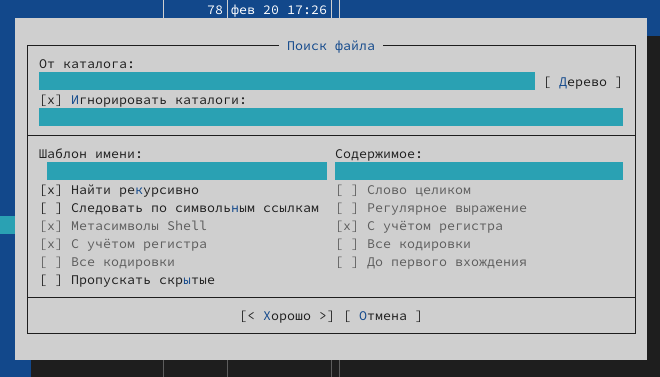 78 фев 20 17:26
Поиск файла
От каталога:
[ Дерево ]
[x] Игнорировать каталоги:
Шаблон имени: Содержимое:
[x] Найти рекурсивно [ ] Слово целиком
[ ] Следовать по символьным ссылкам [ ] Регулярное выражение
[x] Метасимволы Shell [x] С учётом регистра
[x] С учётом регистра [ ] Все кодировки
[ ] Все кодировки [ ] До первого вхождения
[ ] Пропускать скрытые
[< Хорошо >] [ Отмена ]